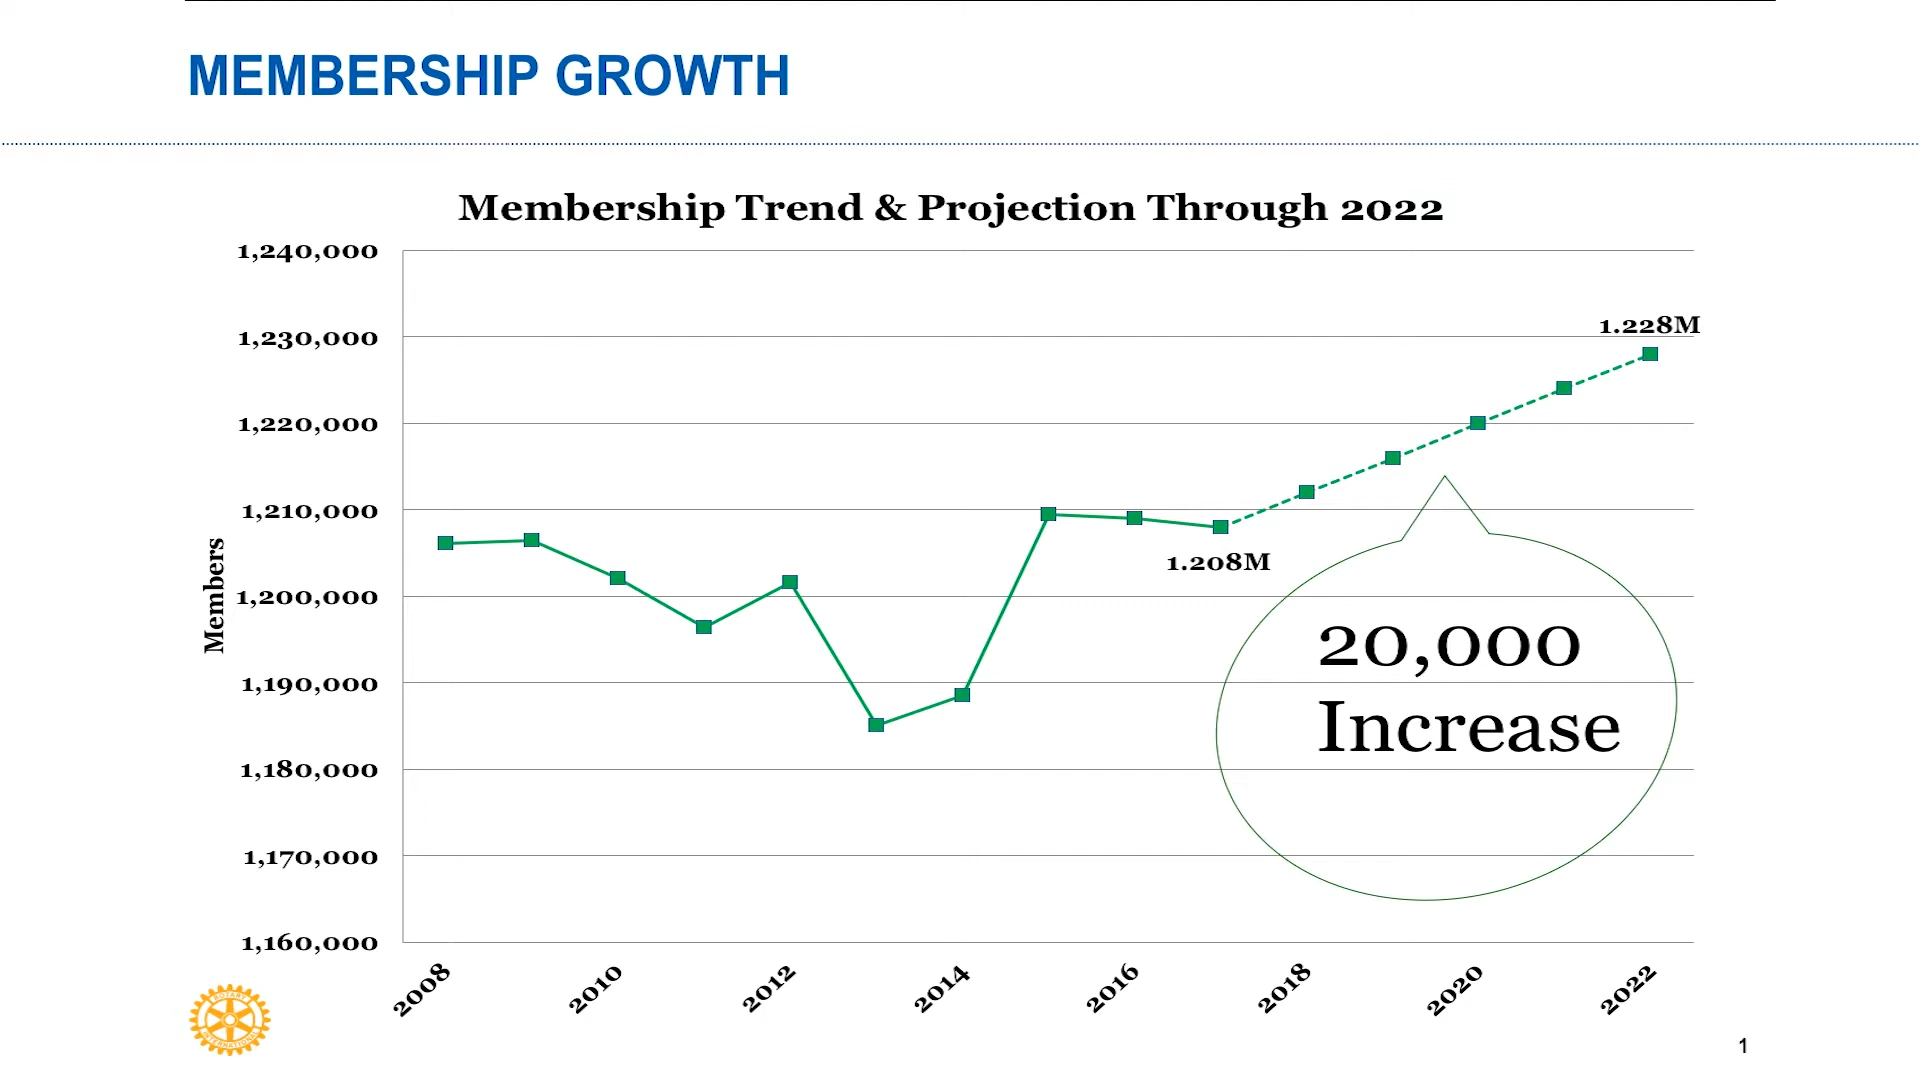 MEMBERSHIP GROWTH
Membership Trend & Projection Through 2022
1,240,000
1,230,000
1,220,000
1,210,000
1,200,000
1,190,000
1,180,000
1,170,000
1,160,000
Members
1.228M
1.208M
20,000
Increase
2008
2010
2012
2014
2016
2018
2020
2022
ROTARY
INTERNATIONAL
1